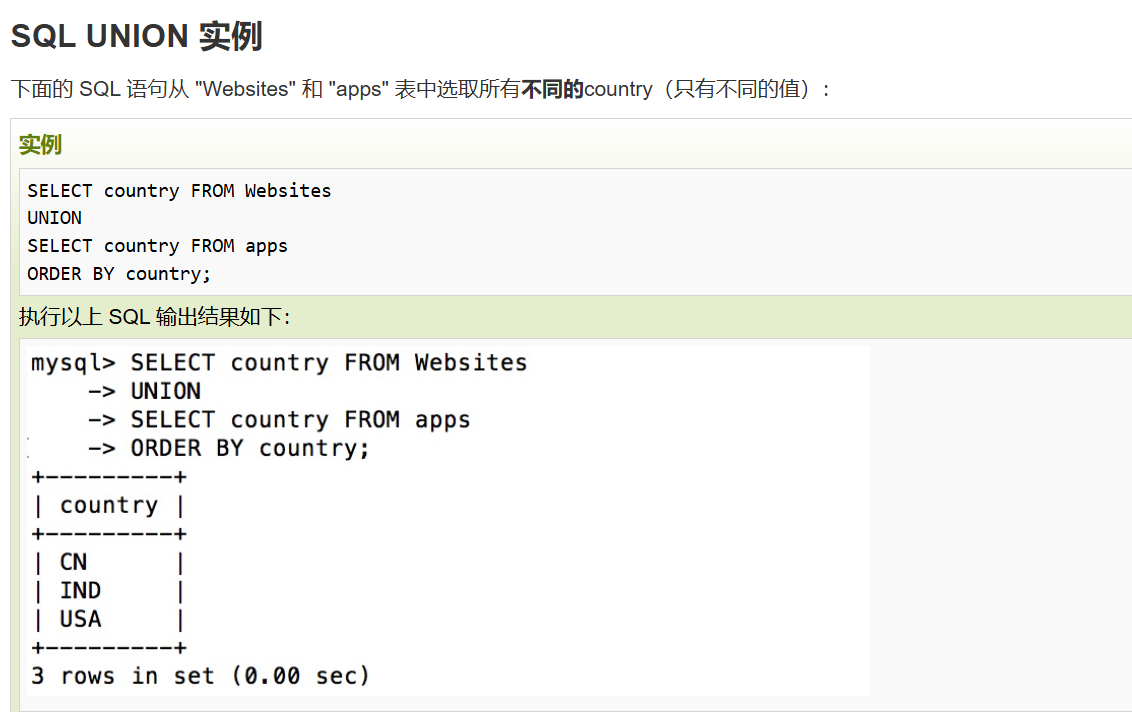 SQL UNION 实例
下面的 SQL 语句从 "Websites" 和 "apps" 表中选取所有不同的country（只有不同的值）：
实例
SELECT country FROM Websites
UNION
SELECT country FROM apps
ORDER BY country;
执行以上 SQL 输出结果如下：
mysql> SELECT country FROM Websites
    -> UNION
    -> SELECT country FROM apps
    -> ORDER BY country;
+---------+
| country |
+---------+
| CN      |
| IND     |
| USA     |
+---------+
3 rows in set (0.00 sec)